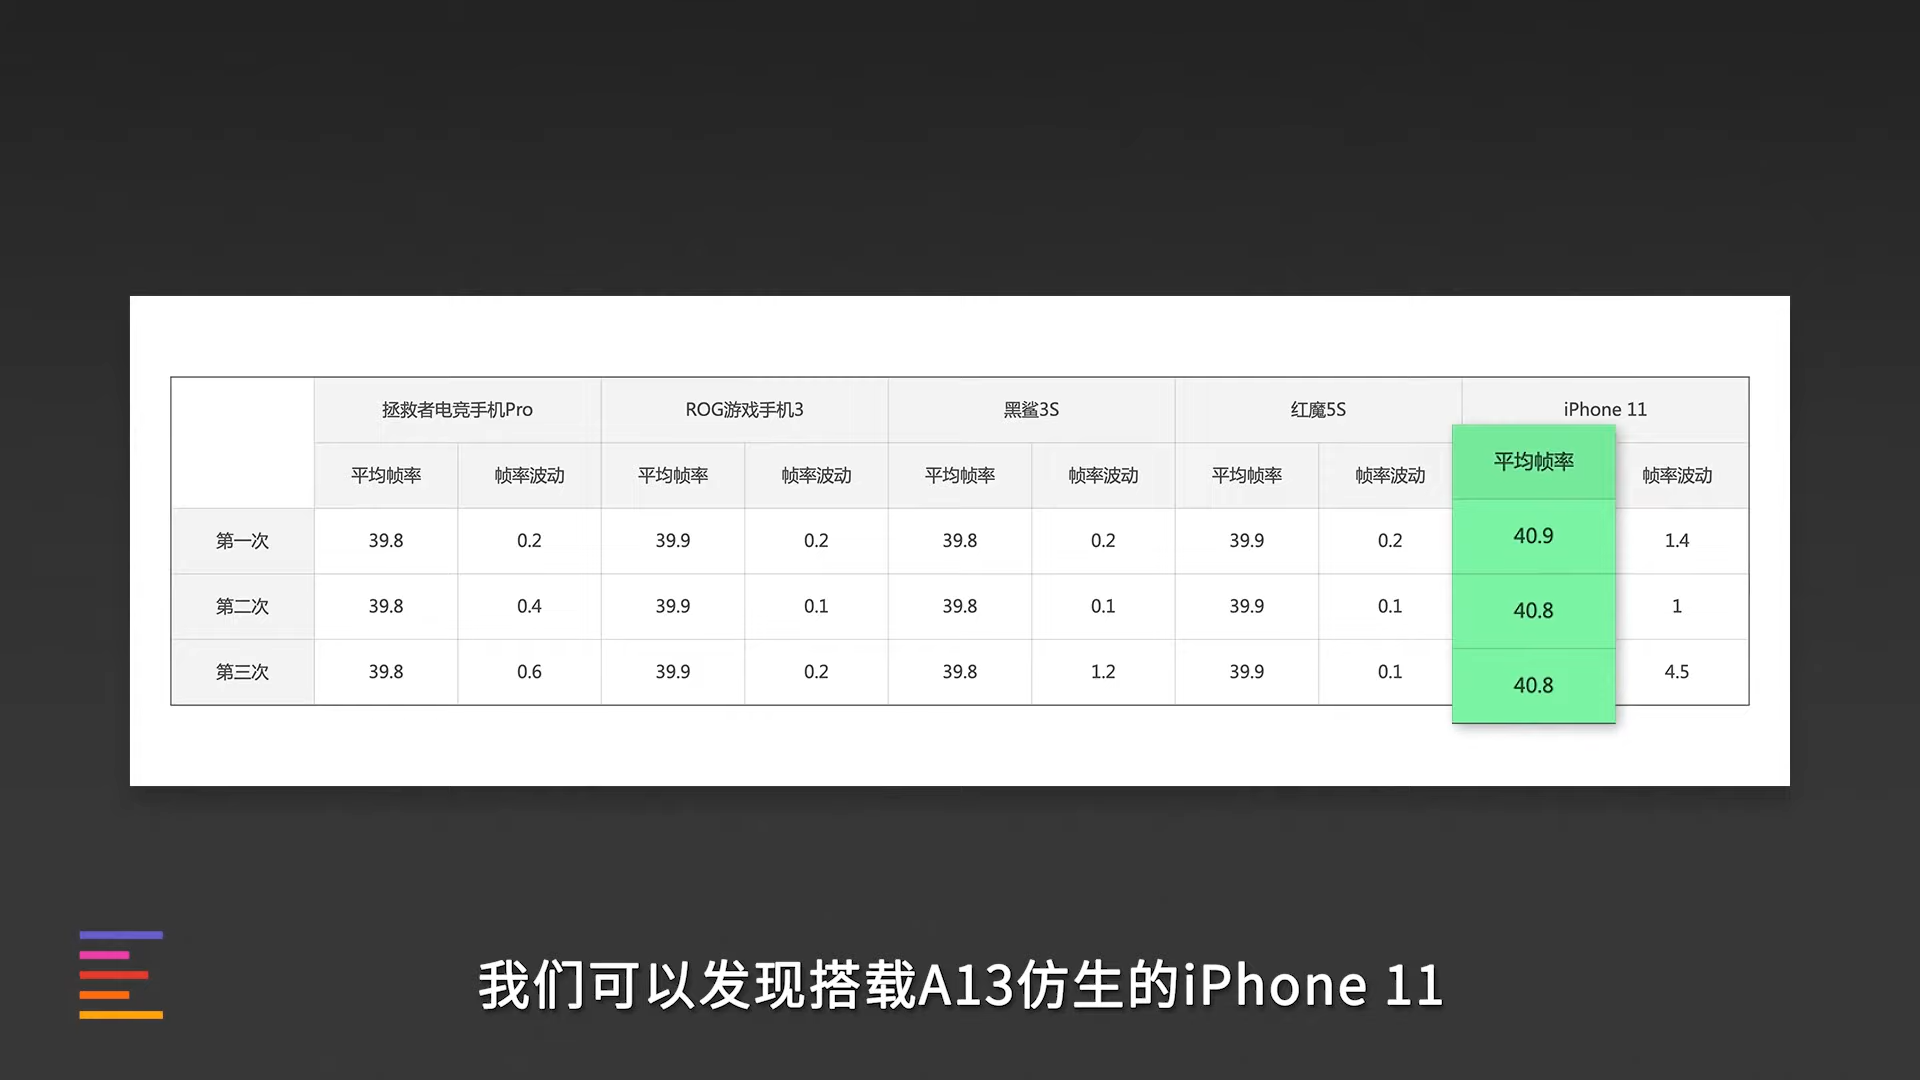 拯救者电竞手机Pro ROG游戏手机3 黑鲨3S 红魔5S iPhone 11
平均帧率 帧率波动 平均帧率 帧率波动 平均帧率 帧率波动 平均帧率 帧率波动 平均帧率 帧率波动
第一次 39.8 0.2 39.9 0.2 39.8 0.2 39.9 0.2 40.9 1.4
第二次 39.8 0.4 39.9 0.1 39.8 0.1 39.9 0.1 40.8 1
第三次 39.8 0.6 39.9 0.2 39.8 1.2 39.9 0.1 40.8 4.5
我们可以发现搭载A13仿生的iPhone 11